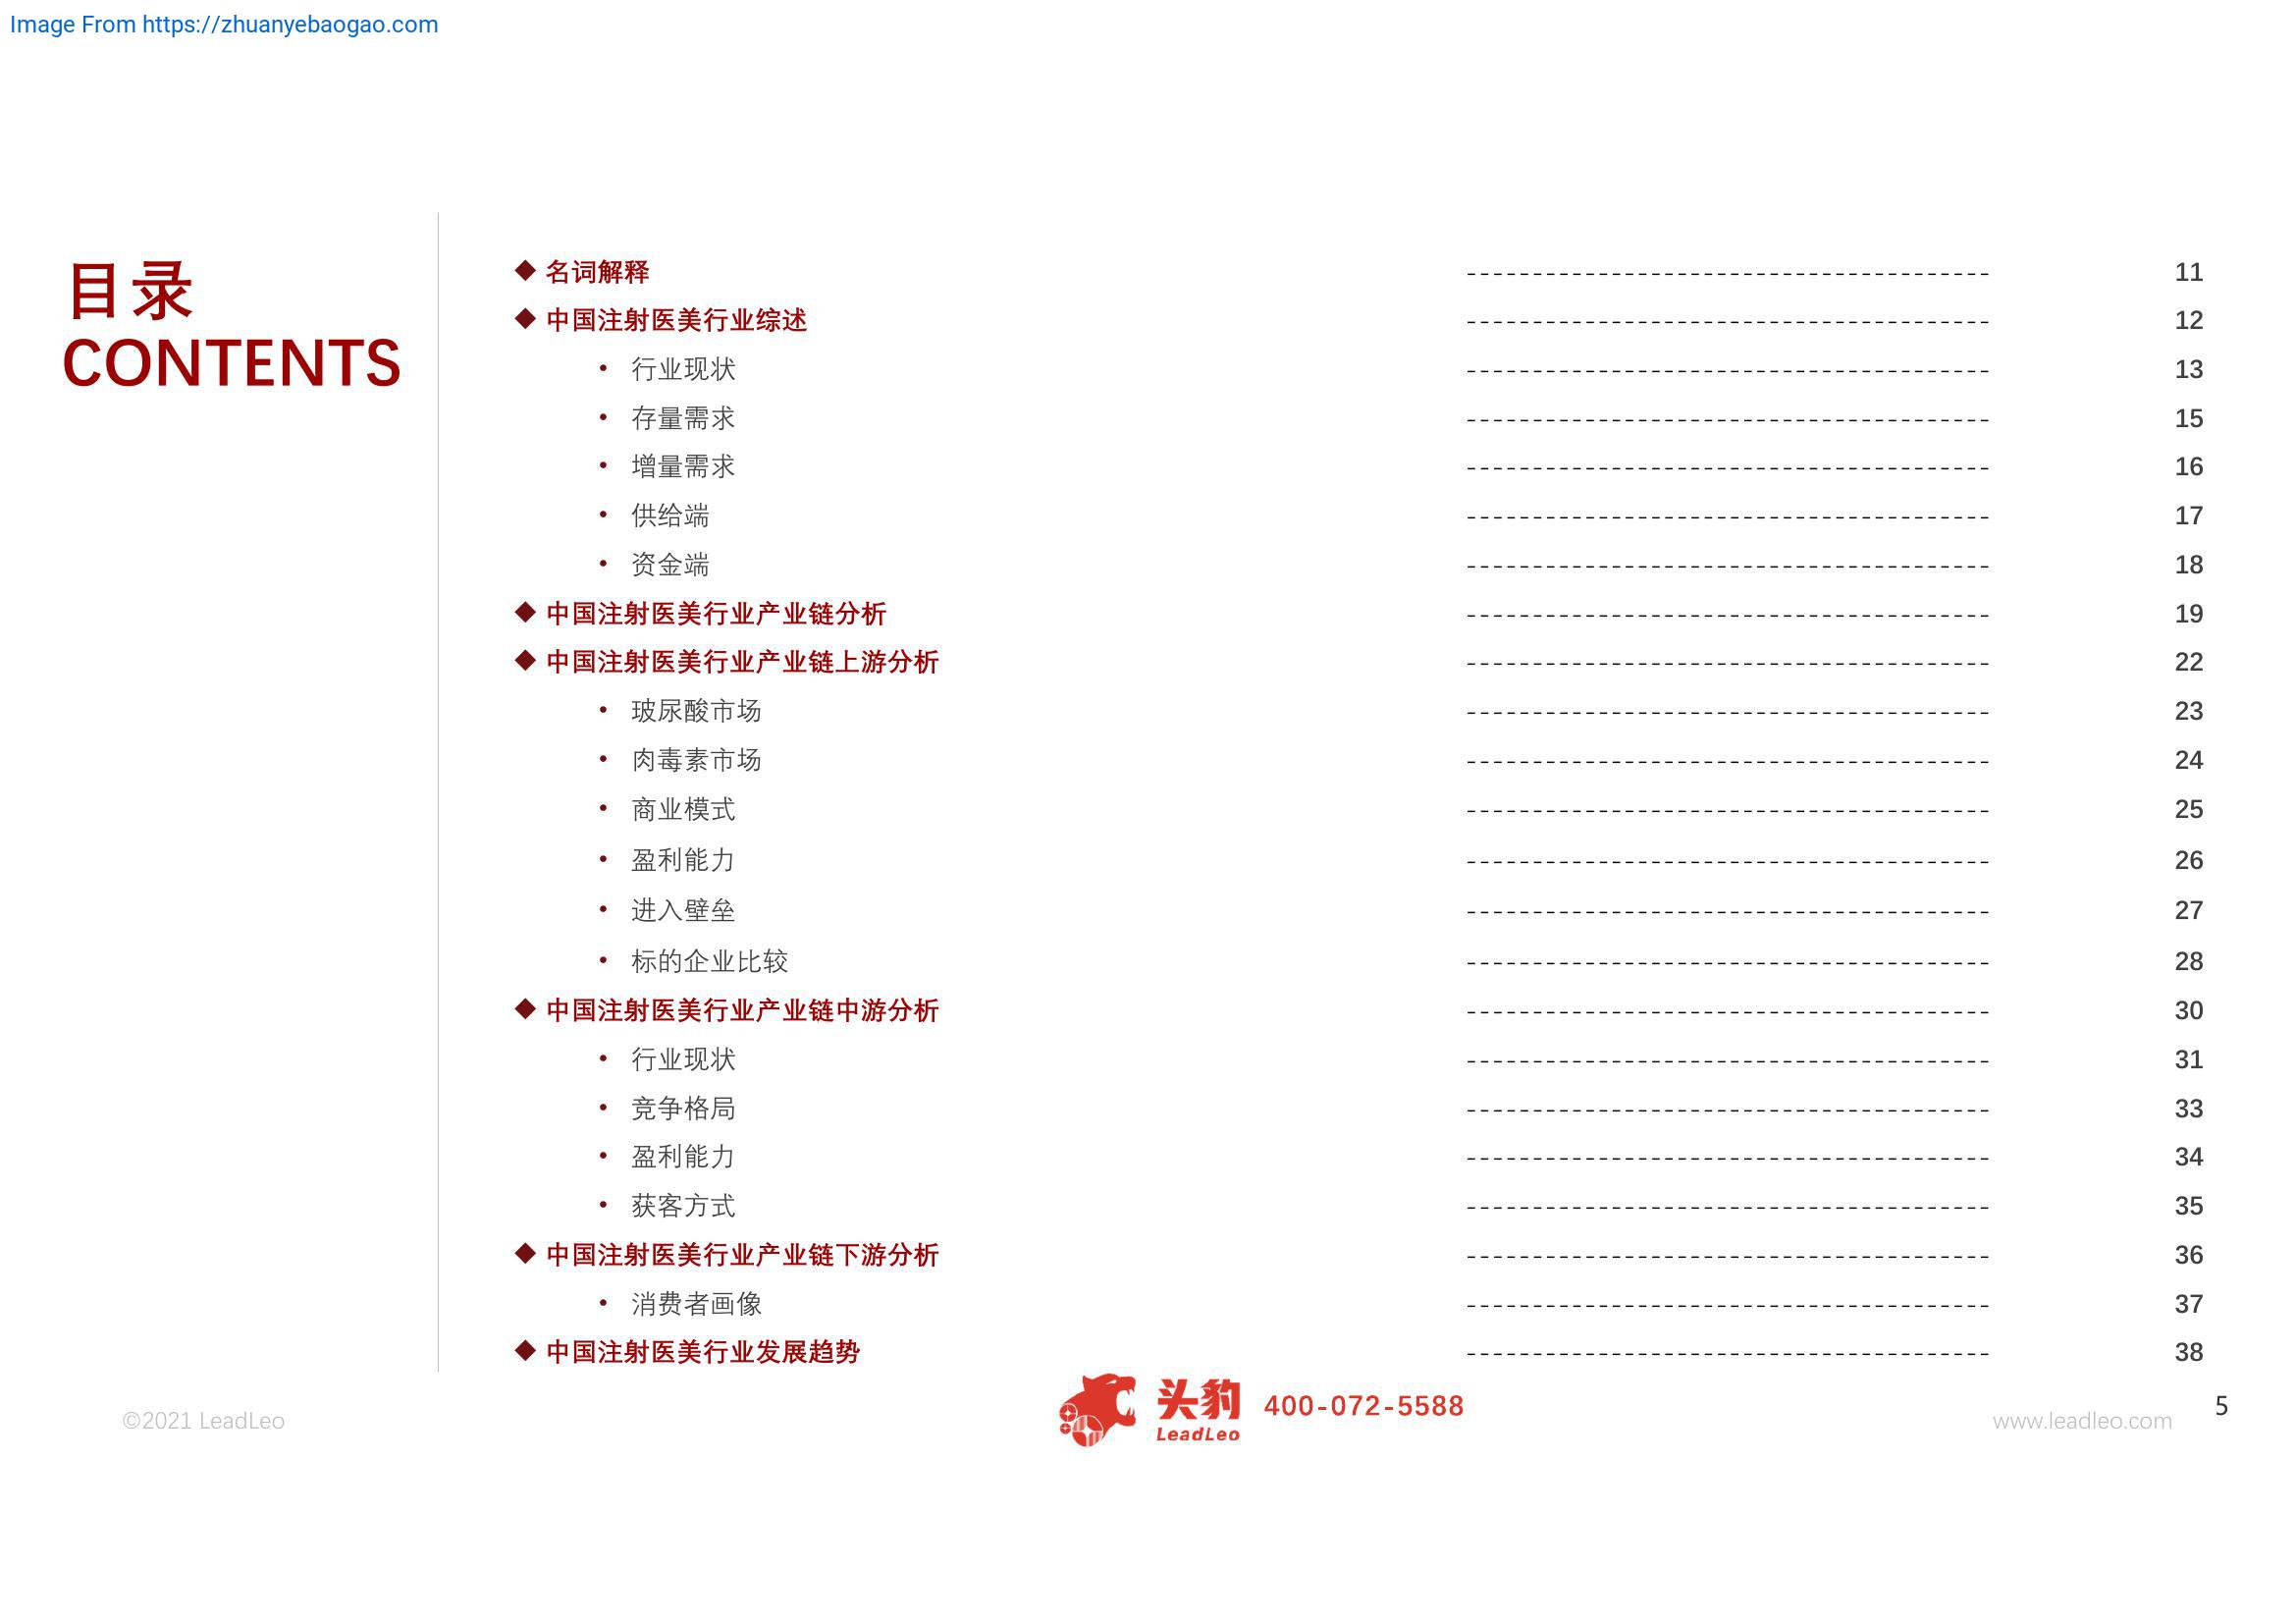 Image From https://zhuanyebaogao.com
目录
CONTENTS
◆ 名词解释 ---------------------------------------- 11
◆ 中国注射医美行业综述 ---------------------------------------- 12
• 行业现状 ---------------------------------------- 13
• 存量需求 ---------------------------------------- 15
• 增量需求 ---------------------------------------- 16
• 供给端 ---------------------------------------- 17
• 资金端 ---------------------------------------- 18
◆ 中国注射医美行业产业链分析 ---------------------------------------- 19
◆ 中国注射医美行业产业链上游分析 ---------------------------------------- 22
• 玻尿酸市场 ---------------------------------------- 23
• 肉毒素市场 ---------------------------------------- 24
• 商业模式 ---------------------------------------- 25
• 盈利能力 ---------------------------------------- 26
• 进入壁垒 ---------------------------------------- 27
• 标的企业比较 ---------------------------------------- 28
◆ 中国注射医美行业产业链中游分析 ---------------------------------------- 30
• 行业现状 ---------------------------------------- 31
• 竞争格局 ---------------------------------------- 33
• 盈利能力 ---------------------------------------- 34
• 获客方式 ---------------------------------------- 35
◆ 中国注射医美行业产业链下游分析 ---------------------------------------- 36
• 消费者画像 ---------------------------------------- 37
◆ 中国注射医美行业发展趋势 ---------------------------------------- 38
©2021 LeadLeo
头豹
LeadLeo
400-072-5588
www.leadleo.com
5